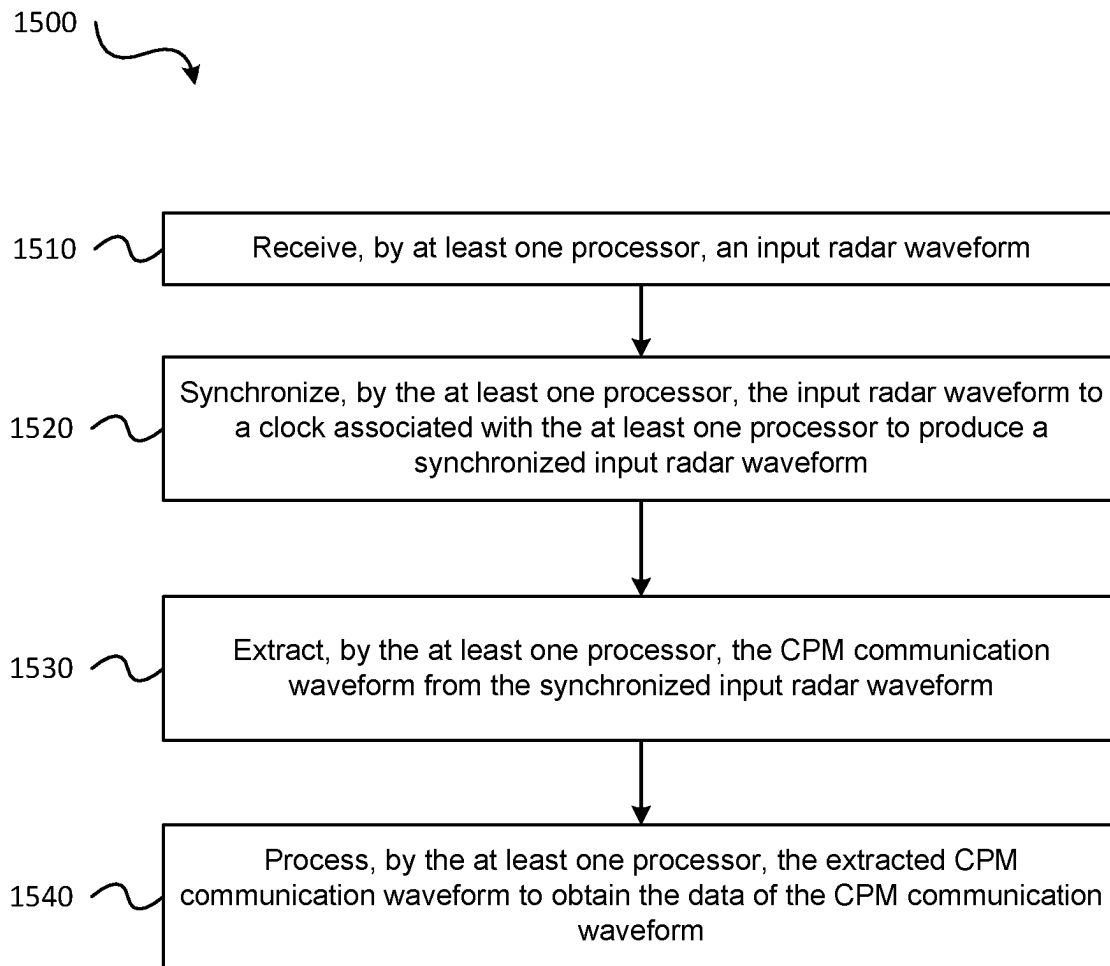 1500
1510
Receive, by at least one processor, an input radar waveform
1520
Synchronize, by the at least one processor, the input radar waveform to
a clock associated with the at least one processor to produce a
synchronized input radar waveform
1530
Extract, by the at least one processor, the CPM communication
waveform from the synchronized input radar waveform
1540
Process, by the at least one processor, the extracted CPM
communication waveform to obtain the data of the CPM communication
waveform